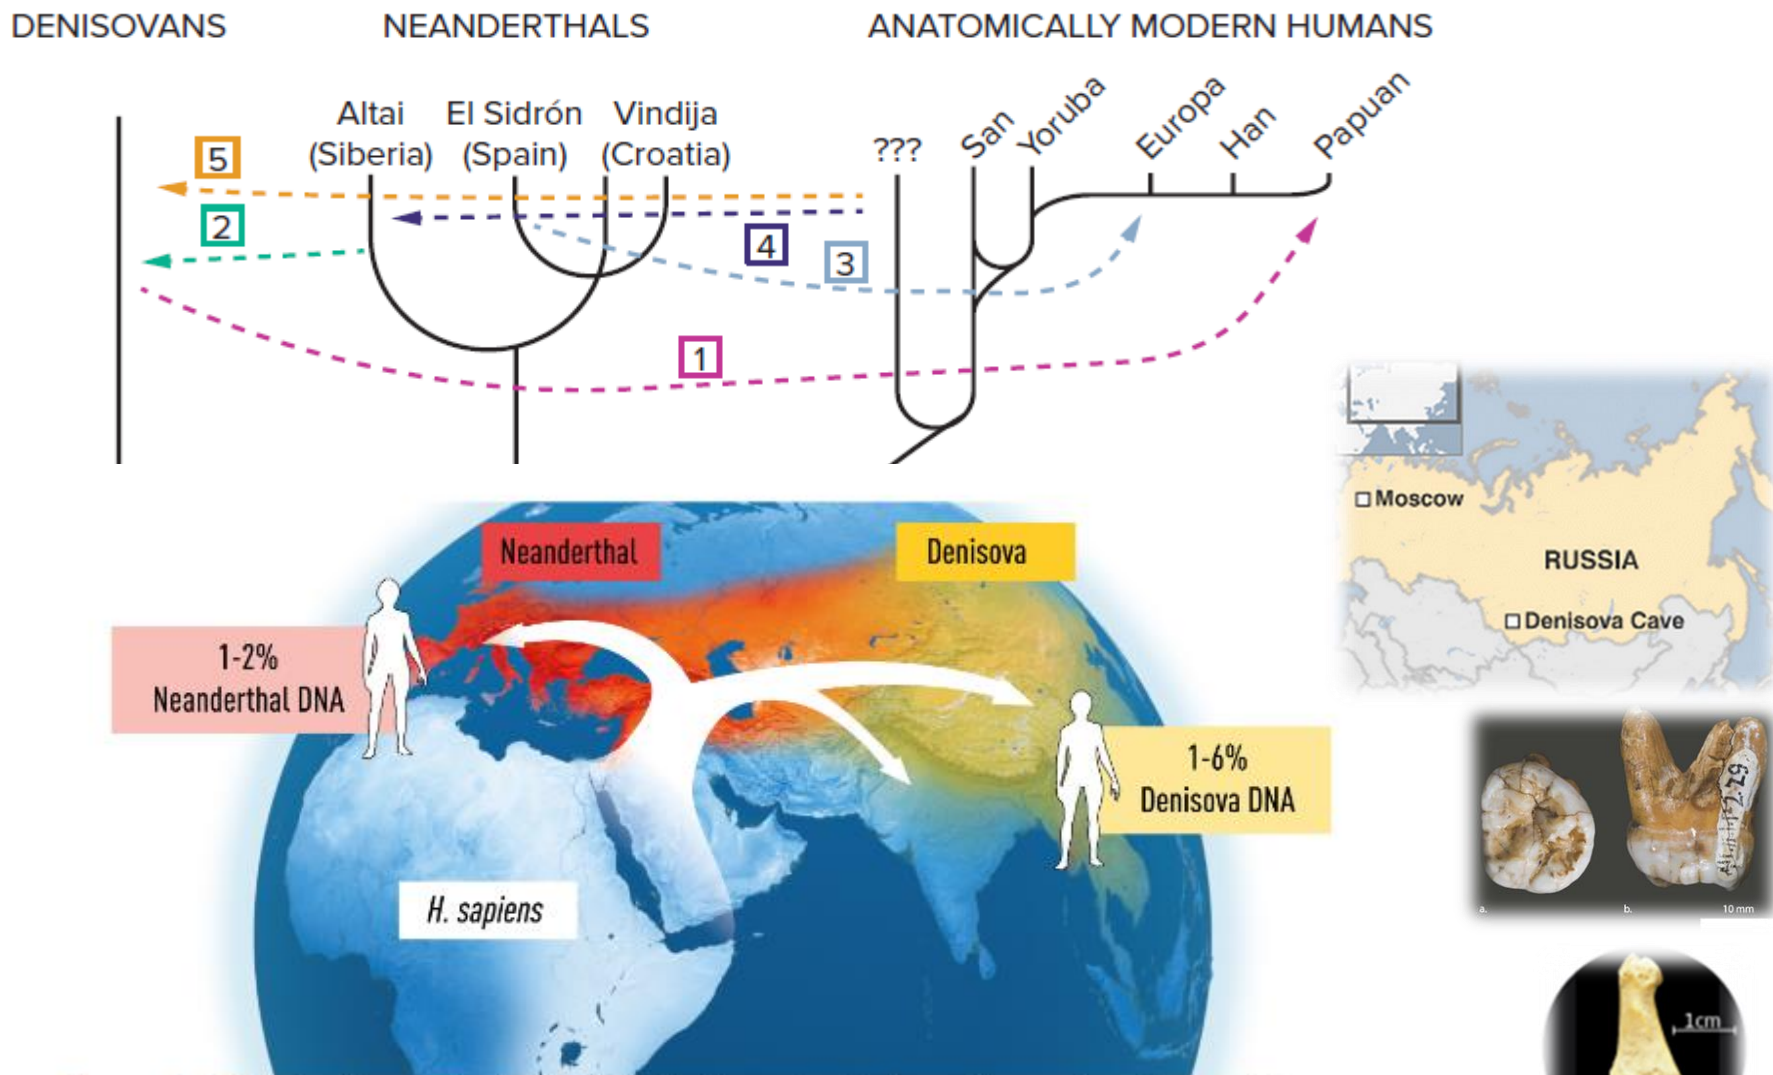 DENISOVANS
NEANDERTHALS
ANATOMICALLY MODERN HUMANS
Altai
(Siberia)
El Sidrón
(Spain)
Vindija
(Croatia)
???
San
Yoruba
Europa
Han
Papuan
5
2
4
3
1
Moscow
RUSSIA
Denisova Cave
Neanderthal
Denisova
1-2%
Neanderthal DNA
1-6%
Denisova DNA
H. sapiens
a.
b.
10 mm
1cm